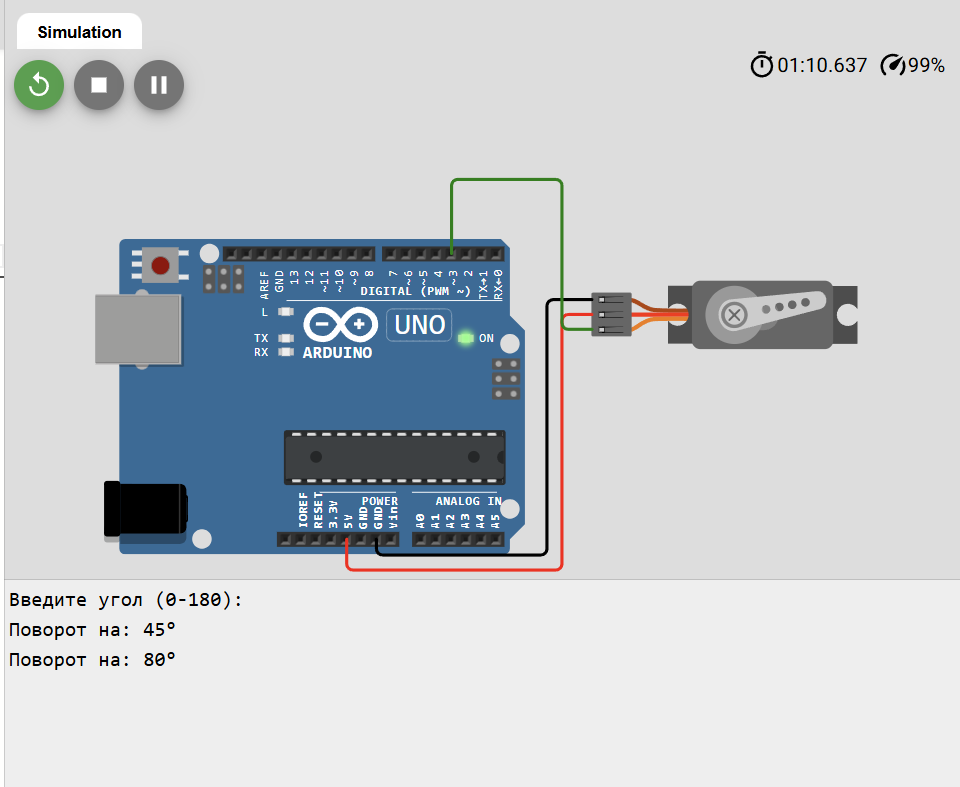 Simulation
01:10.637 99%
AREF
GND
13
12
~11
~10
~9
8
7
~6
~5
4
~3
2
TX→1
RX←0
DIGITAL (PWM ~)
L
UNO
TX
RX
ARDUINO
ON
POWER
ANALOG IN
IOREF
RESET
3.3V
5V
GND
GND
Vin
A0
A1
A2
A3
A4
A5
Введите угол (0-180):
Поворот на: 45°
Поворот на: 80°